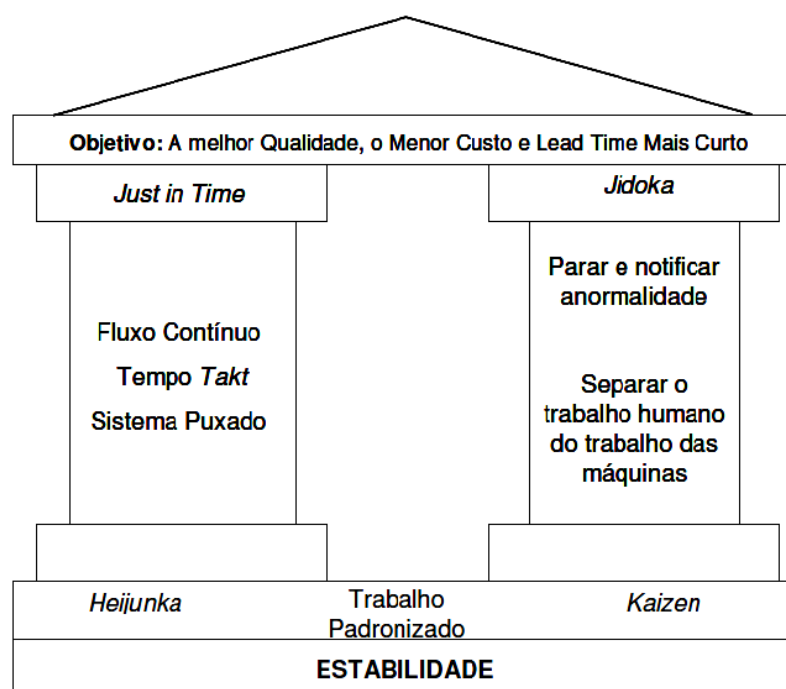 Objetivo: A melhor Qualidade, o Menor Custo e Lead Time Mais Curto
Just in Time
Jidoka
Fluxo Contínuo
Tempo Takt
Sistema Puxado
Parar e notificar
anormalidade
Separar o
trabalho humano
do trabalho das
máquinas
Heijunka
Trabalho
Padronizado
Kaizen
ESTABILIDADE